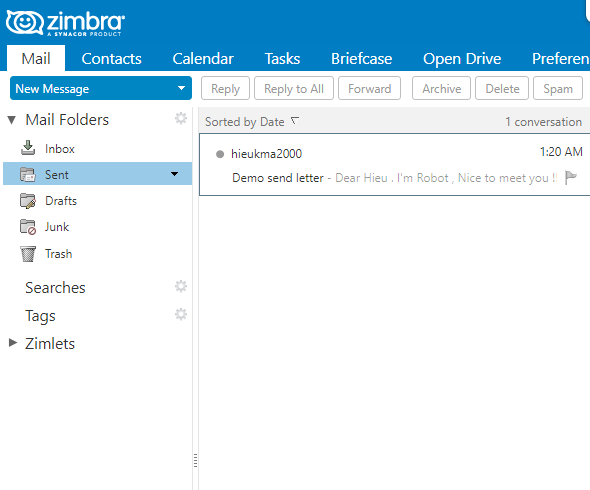 zimbra®
A SYNACOR PRODUCT
Mail Contacts Calendar Tasks Briefcase Open Drive Preferen
New Message Reply Reply to All Forward Archive Delete Spam
Mail Folders
Inbox
Sent
Drafts
Junk
Trash
Searches
Tags
Zimlets
Sorted by Date 1 conversation
hieukma2000 1:20 AM
Demo send letter - Dear Hieu . I'm Robot , Nice to meet you !!